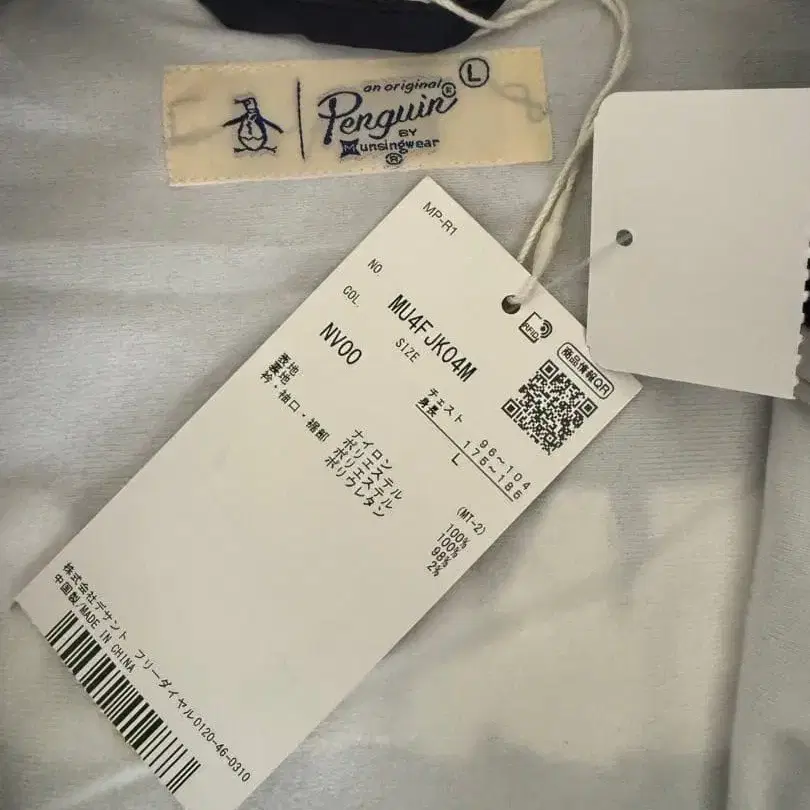 an original
Penguin®
BY
Munsingwear
®
L
MP-R1
NO.
MU4FJK04M
COL.
SIZE
NV00
RFID
商品情報QR
チェスト 96~104
身長 175~185
L
(MT-2)
表地 ナイロン 100%
裏地 ポリエステル 100%
衿・袖口・裾部 ポリエステル 98%
ポリウレタン 2%
株式会社デサント フリーダイヤル0120-46-0310
中国製/MADE IN CHINA